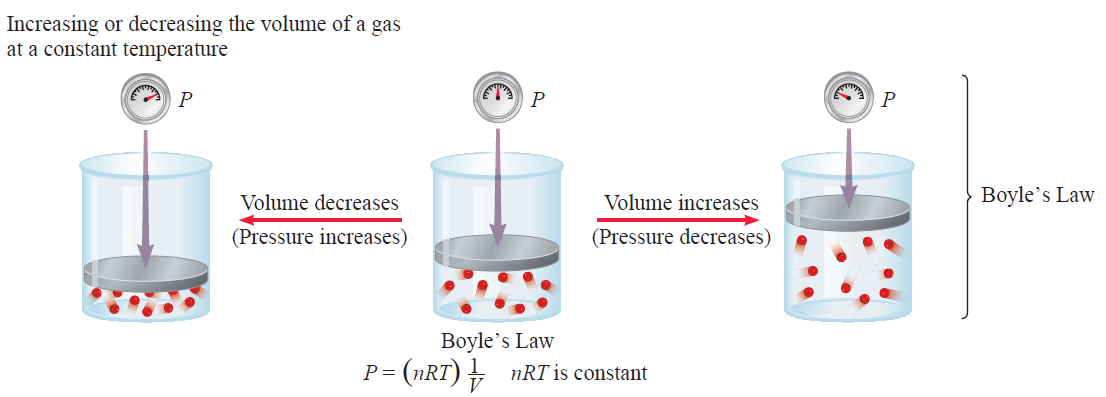 Increasing or decreasing the volume of a gas
at a constant temperature
P
P
P
Volume decreases
(Pressure increases)
Volume increases
(Pressure decreases)
Boyle's Law
Boyle's Law
P = (nRT) 1/V nRT is constant